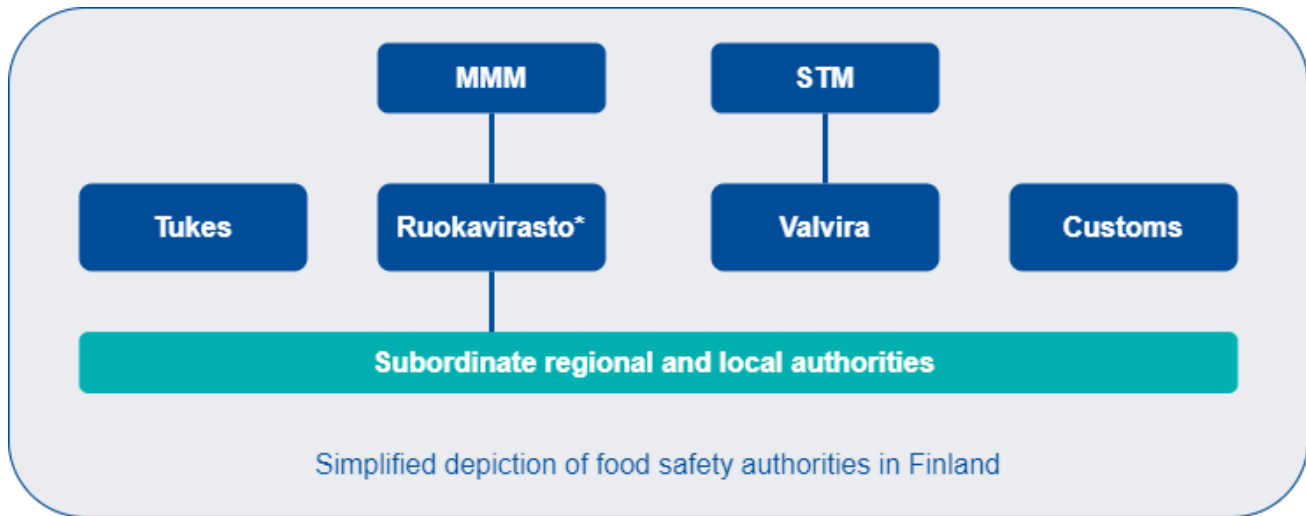 MMM
STM
Tukes
Ruokavirasto*
Valvira
Customs
Subordinate regional and local authorities
Simplified depiction of food safety authorities in Finland